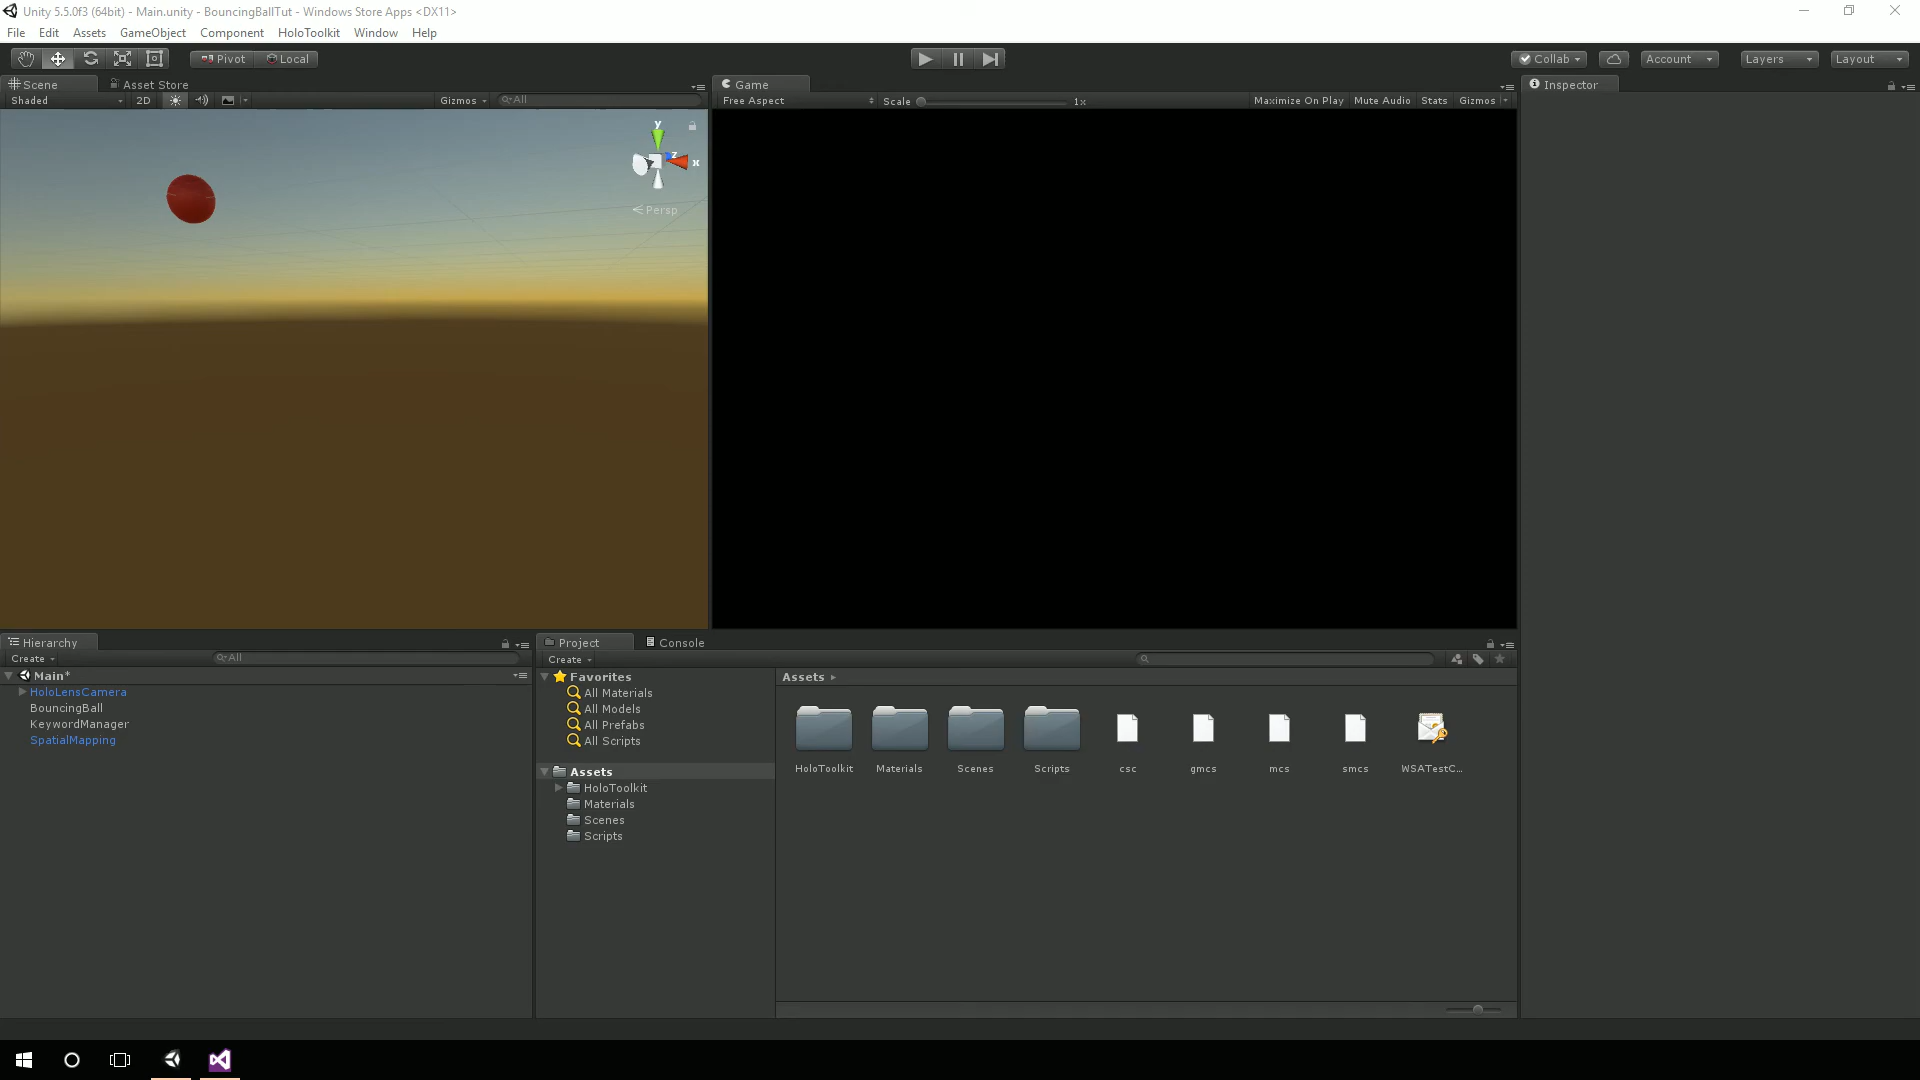 Unity 5.5.0f3 (64bit) - Main.unity - BouncingBallTut - Windows Store Apps <DX11>
File Edit Assets GameObject Component HoloToolkit Window Help
Pivot Local Collab Account Layers Layout
Scene Asset Store Game Inspector
Shaded 2D Gizmos All Free Aspect Scale 1x Maximize On Play Mute Audio Stats Gizmos
y
z
x
Persp
Hierarchy Project Console
Create All Create
Main* Favorites Assets
HoloLensCamera All Materials
BouncingBall All Models
KeywordManager All Prefabs
SpatialMapping All Scripts
HoloToolkit Materials Scenes Scripts csc gmcs mcs smcs WSATestC...
Assets
HoloToolkit
Materials
Scenes
Scripts